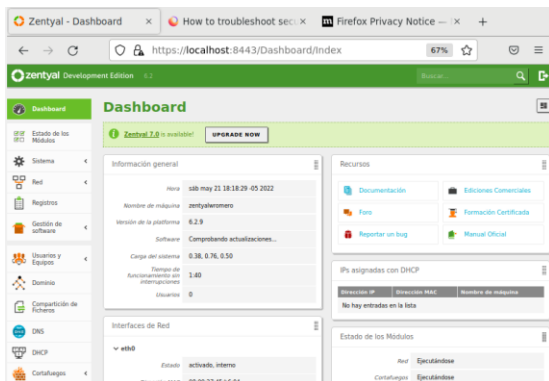 Zentyal - Dashboard
How to troubleshoot secu
Firefox Privacy Notice —
https://localhost:8443/Dashboard/Index
67%
zentyal Development Edition 6.2
Buscar...
Dashboard
Estado de los Módulos
Sistema
Red
Registros
Gestión de software
Usuarios y Equipos
Dominio
Compartición de Ficheros
DNS
DHCP
Cortafuegos
Dashboard
Zentyal 7.0 is available!
UPGRADE NOW
Información general
Hora sáb may 21 18:18:29 -05 2022
Nombre de máquina zentyalwromero
Versión de la plataforma 6.2.9
Software Comprobando actualizaciones...
Carga del sistema 0.38, 0.76, 0.50
Tiempo de funcionamiento sin interrupciones 1:40
Usuarios 0
Interfaces de Red
eth0
Estado activado, interno
Recursos
Documentación
Ediciones Comerciales
Foro
Formación Certificada
Reportar un bug
Manual Oficial
IPs asignadas con DHCP
Dirección IP Dirección MAC Nombre de máquina
No hay entradas en la lista
Estado de los Módulos
Red Ejecutándose
Cortafuegos Ejecutándose